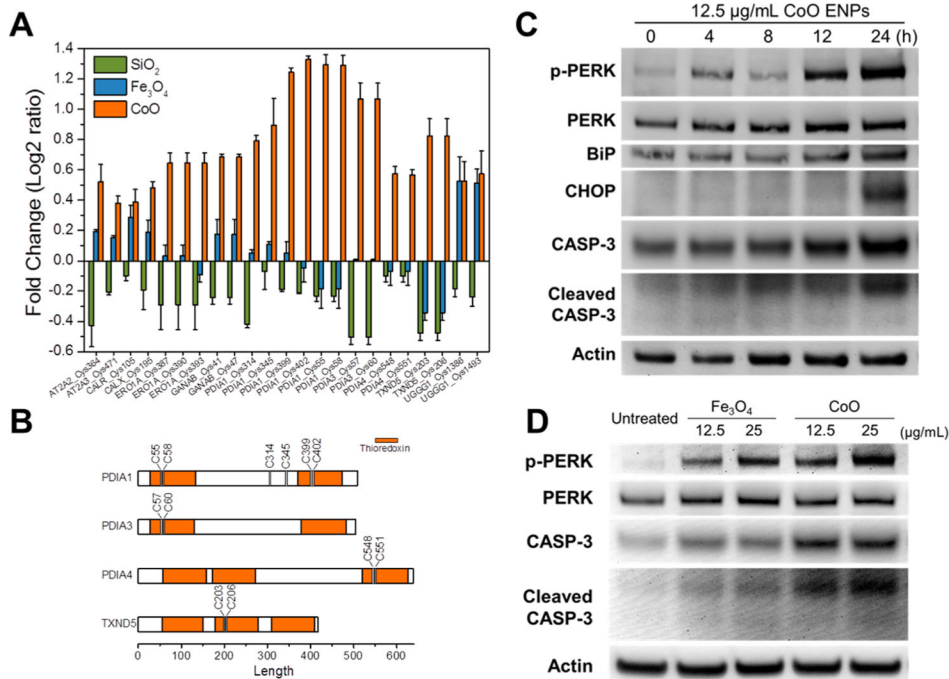 A
1.4
1.2
1.0
0.8
0.6
0.4
0.2
0.0
-0.2
-0.4
-0.6
Fold Change (Log2 ratio)
SiO2
Fe3O4
CoO
AT2A2_Cys364
AT2A3_Cys471
CALR_Cys105
CALX_Cys195
ERO1A_Cys387
ERO1A_Cys390
ERO1A_Cys393
GANAB_Cys41
GANAB_Cys47
PDIA1_Cys314
PDIA1_Cys345
PDIA1_Cys399
PDIA1_Cys402
PDIA1_Cys55
PDIA1_Cys58
PDIA3_Cys57
PDIA3_Cys60
PDIA4_Cys548
PDIA4_Cys551
TXND5_Cys203
TXND5_Cys206
UGGG1_Cys1386
UGGG1_Cys1493
B
Thioredoxin
C55 C58 C314 C345 C399 C402
PDIA1
C57 C60
PDIA3
C548 C551
PDIA4
C203 C206
TXND5
0 100 200 300 400 500 600
Length
C
12.5 µg/mL CoO ENPs
0 4 8 12 24 (h)
p-PERK
PERK
BiP
CHOP
CASP-3
Cleaved
CASP-3
Actin
D
Untreated Fe3O4 CoO
12.5 25 12.5 25 (µg/mL)
p-PERK
PERK
CASP-3
Cleaved
CASP-3
Actin